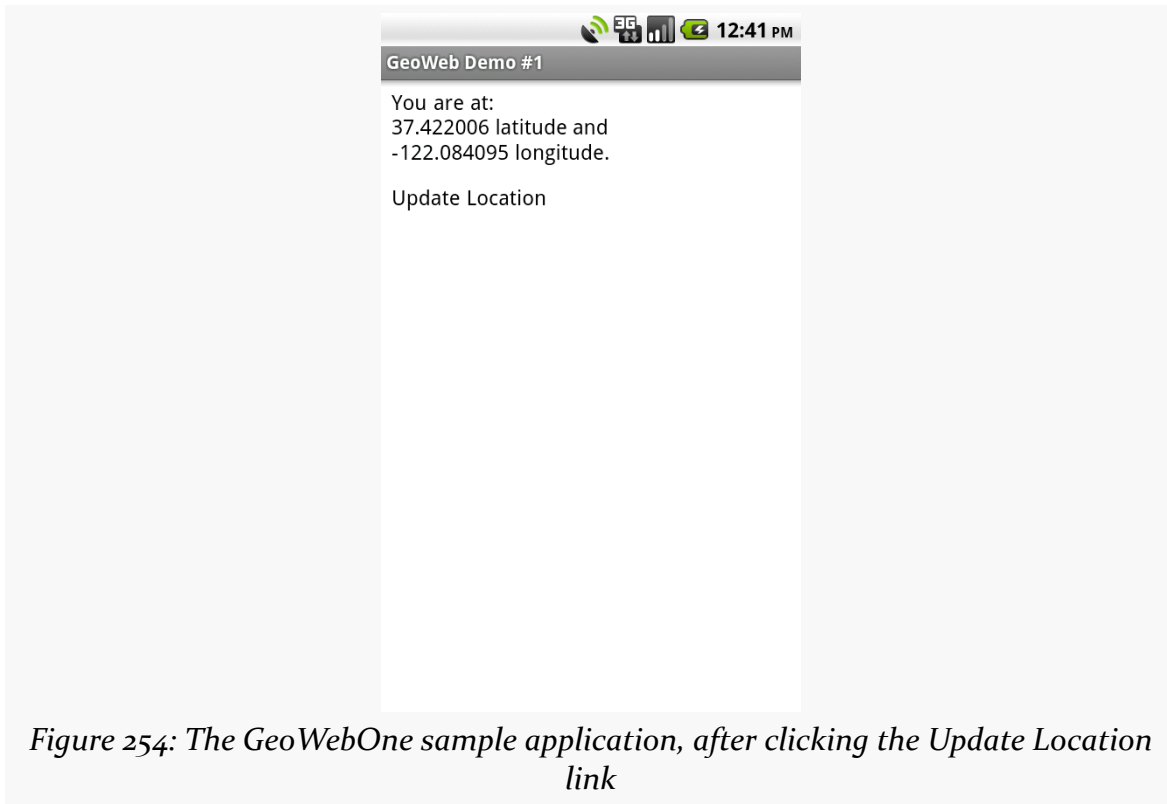 3G 12:41 PM
GeoWeb Demo #1
You are at:
37.422006 latitude and
-122.084095 longitude.
Update Location
Figure 254: The GeoWebOne sample application, after clicking the Update Location
link